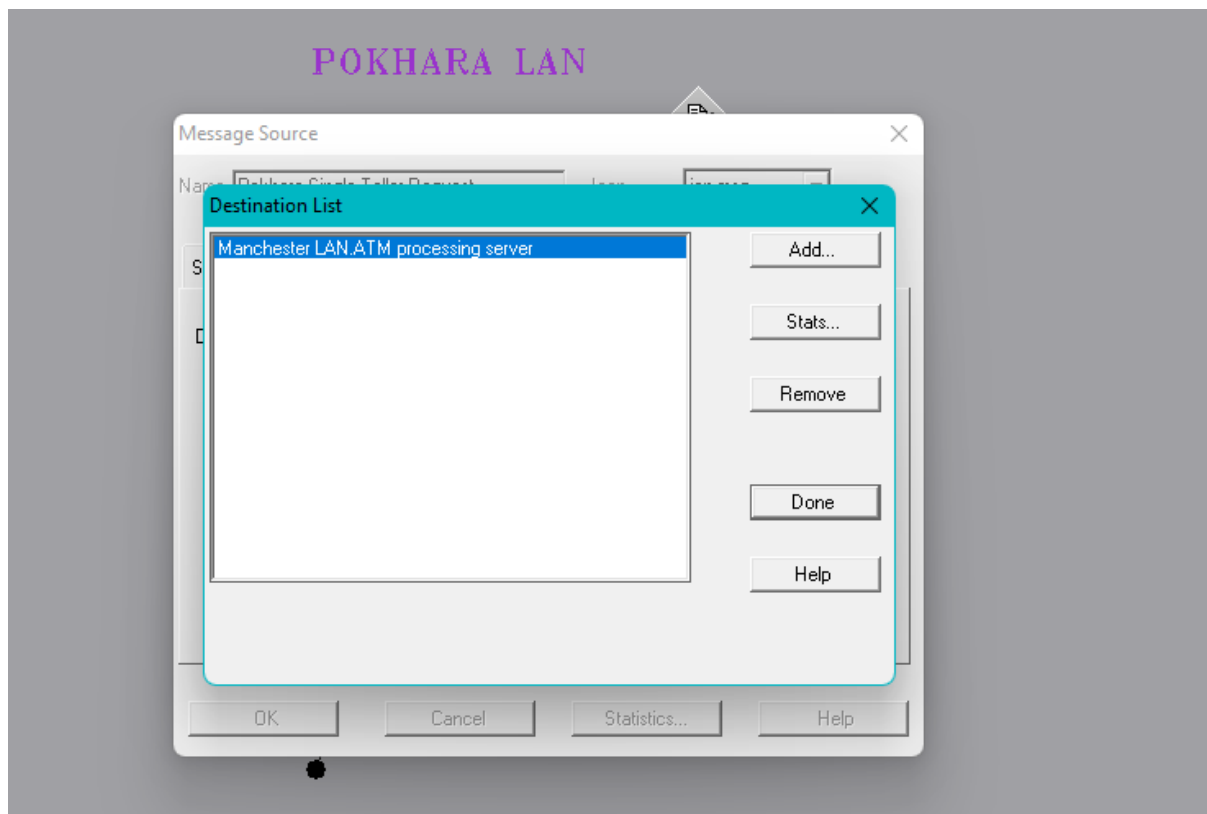 POKHARA LAN
Message Source
Name
Destination List
Manchester LAN.ATM processing server
Add...
Stats...
Remove
Done
Help
OK Cancel Statistics... Help